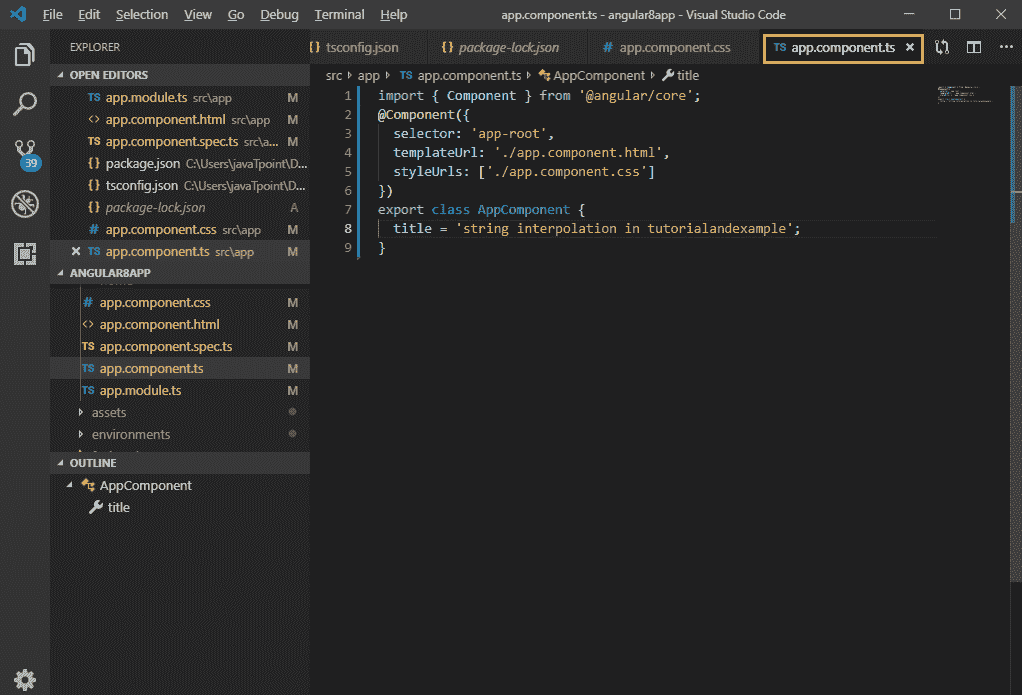 File Edit Selection View Go Debug Terminal Help app.component.ts - angular8app - Visual Studio Code
EXPLORER
{} tsconfig.json {} package-lock.json # app.component.css TS app.component.ts ×
OPEN EDITORS
TS app.module.ts src\app M
<> app.component.html src\app M
TS app.component.spec.ts src\a... M
{} package.json C:\Users\javaTpoint\D...
{} tsconfig.json C:\Users\javaTpoint\D...
{} package-lock.json A
# app.component.css src\app M
× TS app.component.ts src\app M
39
ANGULAR8APP
# app.component.css M
<> app.component.html M
TS app.component.spec.ts M
TS app.component.ts M
TS app.module.ts M
assets
environments
OUTLINE
AppComponent
title
src app TS app.component.ts AppComponent title
1 import { Component } from '@angular/core';
2 @Component({
3 selector: 'app-root',
4 templateUrl: './app.component.html',
5 styleUrls: ['./app.component.css']
6 })
7 export class AppComponent {
8 title = 'string interpolation in tutorialandexample';
9 }